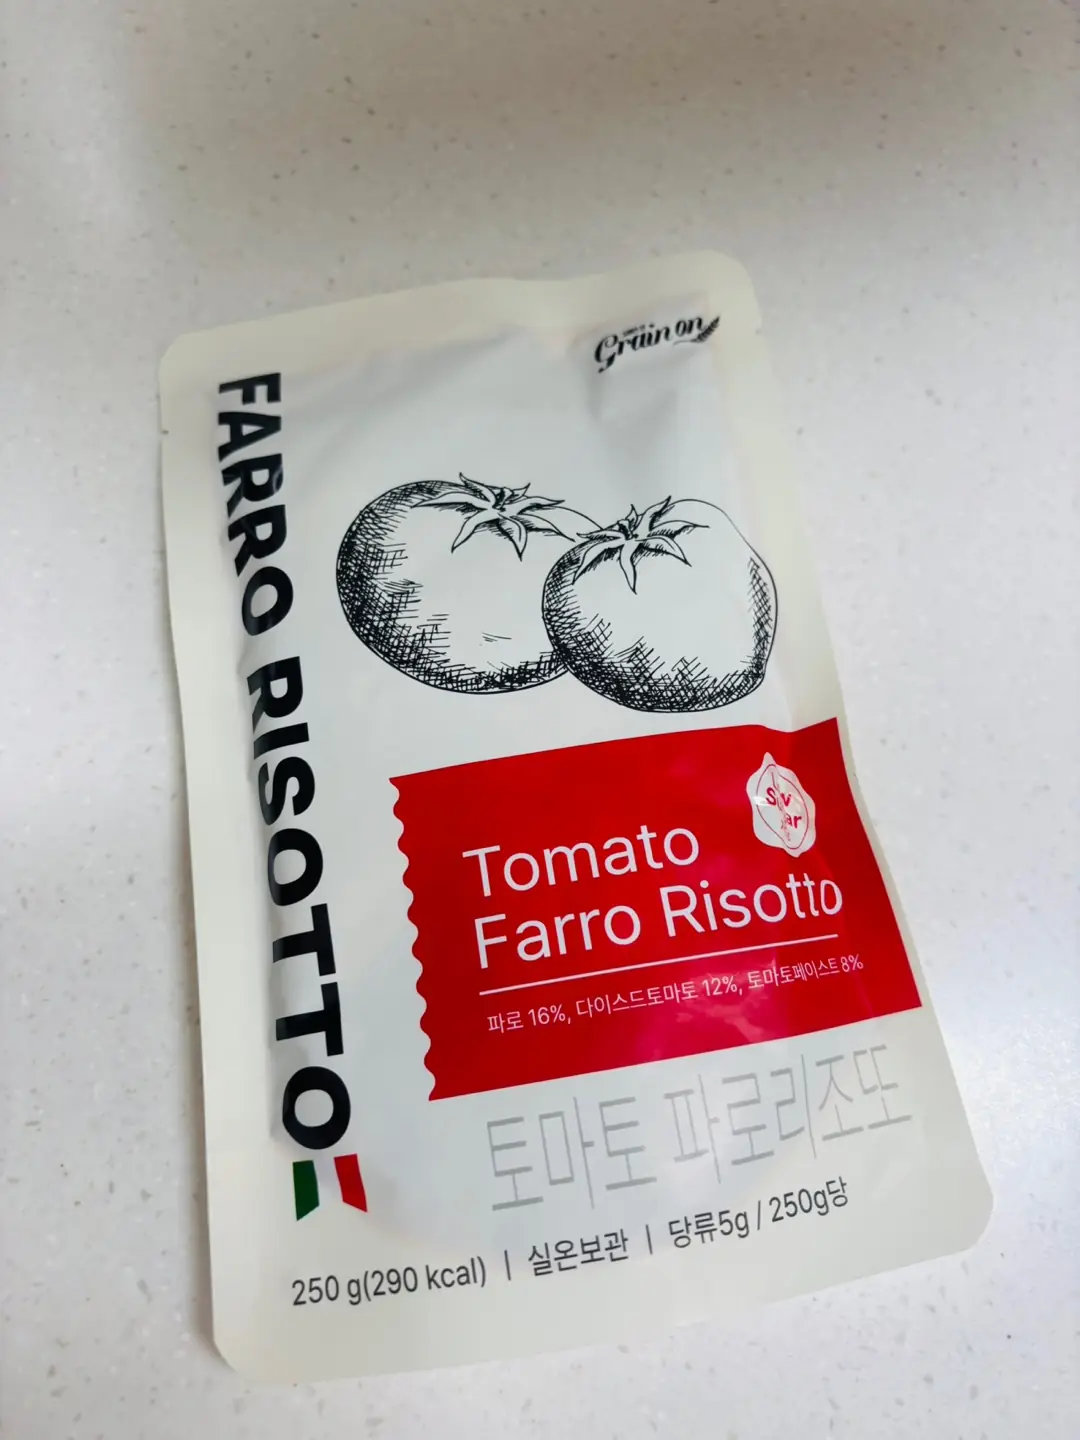 Grain on
FARRO RISOTTO
Tomato
Farro Risotto
파로 16%, 다이스드토마토 12%, 토마토페이스트 8%
토마토 파로리조또
250 g(290 kcal) | 실온보관 | 당류5g / 250g당